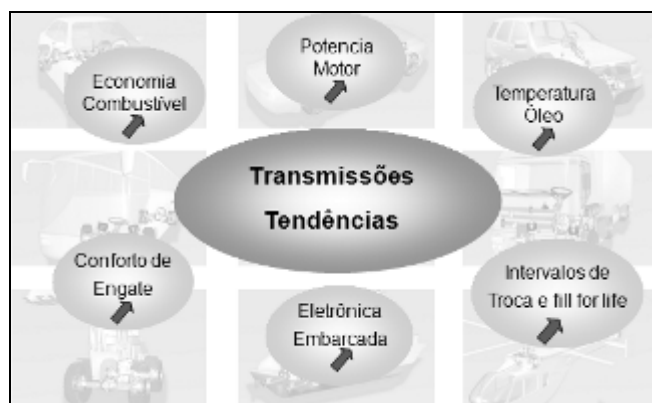 Economia
Combustível
Potencia
Motor
Temperatura
Óleo
Transmissões
Tendências
Conforto de
Engate
Eletrônica
Embarcada
Intervalos de
Troca e fill for life